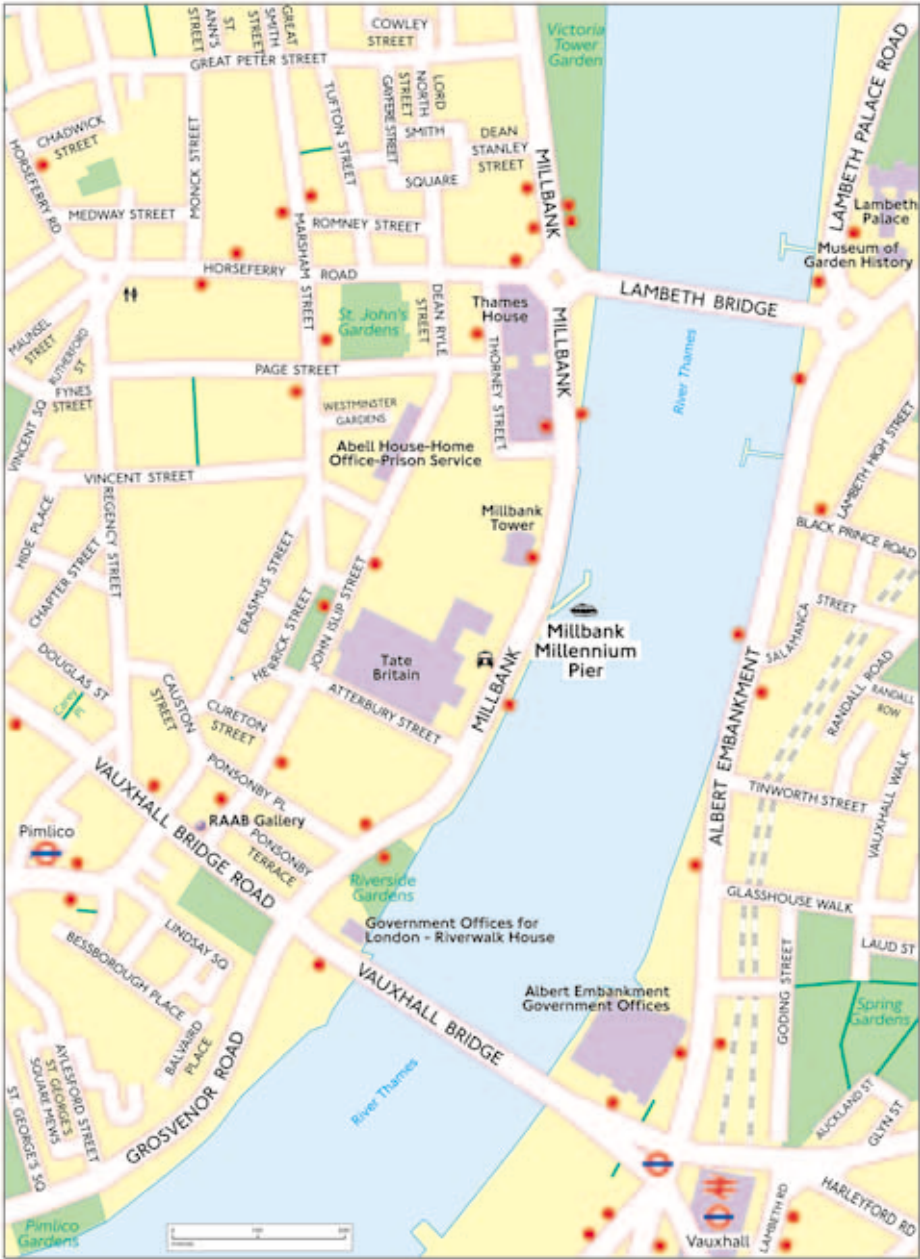 ST.
ANN'S
STREET
GREAT
SMITH
STREET
GREAT
COWLEY
STREET
Victoria
Tower
Garden
GREAT PETER STREET
LAMBETH PALACE ROAD
CHADWICK
STREET
HORSEFERRY RD
MONCK STREET
TUFTON STREET
GAYFERE STREET
LORD
NORTH
STREET
SMITH
SQUARE
DEAN
STANLEY
STREET
MILLBANK
MEDWAY STREET
ROMNEY STREET
MARSHAM STREET
Lambeth
Palace
Museum of
Garden History
HORSEFERRY ROAD
LAMBETH BRIDGE
St. John's
Gardens
DEAN RYLE
STREET
Thames
House
MILLBANK
THORNEY STREET
River Thames
MAUNSEL
STREET
RUTHERFORD
ST
PAGE STREET
FYNES
STREET
VINCENT SQ
WESTMINSTER
GARDENS
Abell House-Home
Office-Prison Service
LAMBETH HIGH STREET
VINCENT STREET
REGENCY STREET
HIDE PLACE
CHAPTER STREET
Millbank
Tower
BLACK PRINCE ROAD
ERASMUS STREET
HERRICK STREET
JOHN ISLIP STREET
SALAMANCA
STREET
Millbank
Millennium
Pier
Tate
Britain
MILLBANK
ATTERBURY STREET
DOUGLAS ST
CAUSTON
STREET
CURETON
STREET
RANDALL ROAD
RANDALL
ROW
ALBERT EMBANKMENT
TINWORTH STREET
VAUXHALL WALK
PONSONBY PL
VAUXHALL BRIDGE ROAD
RAAB Gallery
PONSONBY
TERRACE
Pimlico
Riverside
Gardens
GLASSHOUSE WALK
LINDSAY SQ
Government Offices for
London - Riverwalk House
LAUD ST
BESSBOROUGH PLACE
VAUXHALL BRIDGE
GODING STREET
Albert Embankment
Government Offices
Spring
Gardens
BALVAIRD
PLACE
GROSVENOR ROAD
AYLESFORD STREET
ST. GEORGE'S
SQUARE MEWS
ST. GEORGE'S SQ
River Thames
AUCKLAND ST
GLYN ST
HARLEYFORD RD
LAMBETH RD
Vauxhall
Pimlico
Gardens